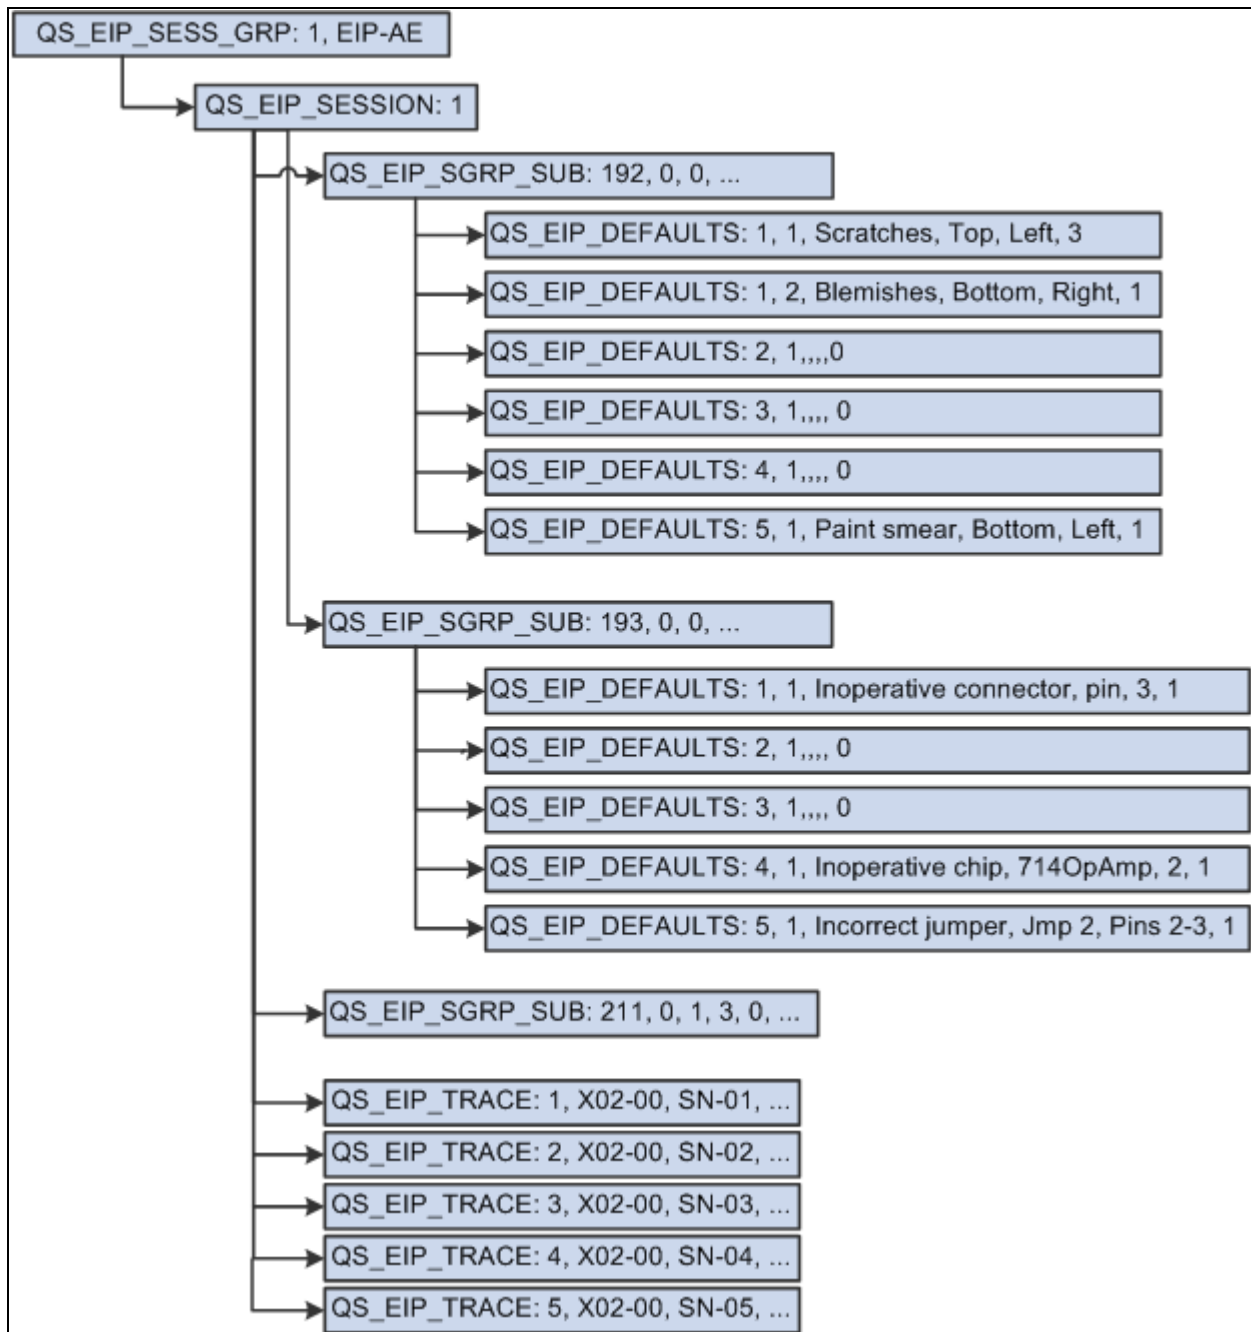 QS_EIP_SESS_GRP: 1, EIP-AE
QS_EIP_SESSION: 1
QS_EIP_SGRP_SUB: 192, 0, 0, ...
QS_EIP_DEFAULTS: 1, 1, Scratches, Top, Left, 3
QS_EIP_DEFAULTS: 1, 2, Blemishes, Bottom, Right, 1
QS_EIP_DEFAULTS: 2, 1,,,,0
QS_EIP_DEFAULTS: 3, 1,,,, 0
QS_EIP_DEFAULTS: 4, 1,,,, 0
QS_EIP_DEFAULTS: 5, 1, Paint smear, Bottom, Left, 1
QS_EIP_SGRP_SUB: 193, 0, 0, ...
QS_EIP_DEFAULTS: 1, 1, Inoperative connector, pin, 3, 1
QS_EIP_DEFAULTS: 2, 1,,,, 0
QS_EIP_DEFAULTS: 3, 1,,,, 0
QS_EIP_DEFAULTS: 4, 1, Inoperative chip, 714OpAmp, 2, 1
QS_EIP_DEFAULTS: 5, 1, Incorrect jumper, Jmp 2, Pins 2-3, 1
QS_EIP_SGRP_SUB: 211, 0, 1, 3, 0, ...
QS_EIP_TRACE: 1, X02-00, SN-01, ...
QS_EIP_TRACE: 2, X02-00, SN-02, ...
QS_EIP_TRACE: 3, X02-00, SN-03, ...
QS_EIP_TRACE: 4, X02-00, SN-04, ...
QS_EIP_TRACE: 5, X02-00, SN-05, ...